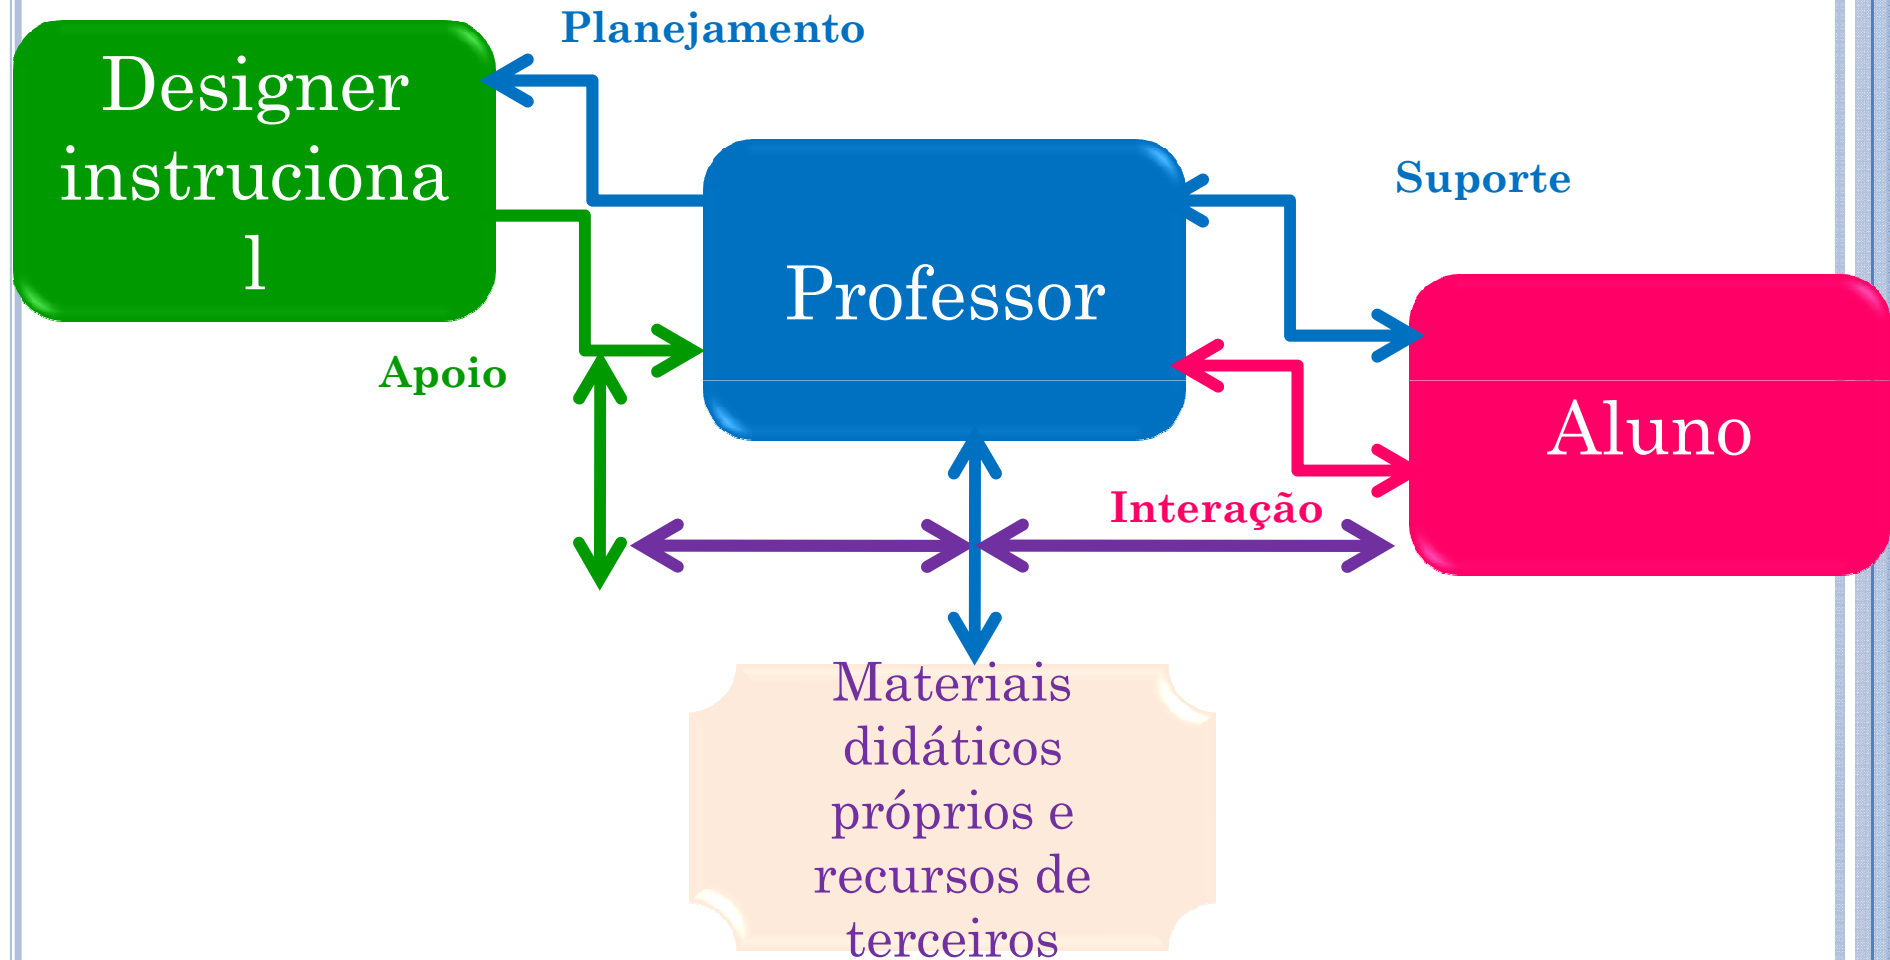 Planejamento
Designer
instruciona
l
Suporte
Professor
Apoio
Aluno
Interação
Materiais
didáticos
próprios e
recursos de
terceiros